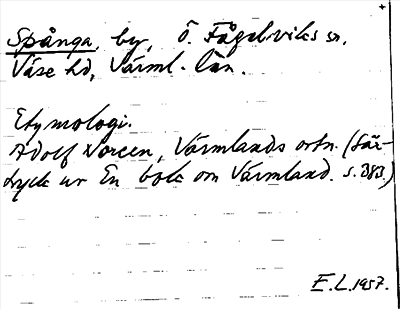 Spånga, by, Ö. Fågelviks sn,
Väse hd, Värml. län.
Etymologi.
Adolf Noreen, Värmlands ortn. (Sär-
tryck ur En bok om Värmland. s. 383.)
E.L. 1957.